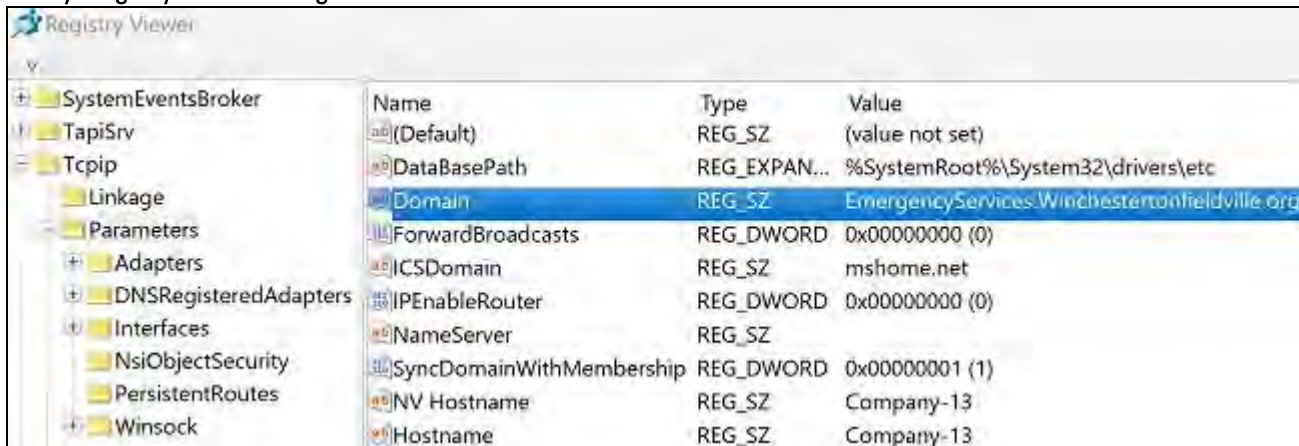 Registry Viewer
SystemEventsBroker
TapiSrv
Tcpip
Linkage
Parameters
Adapters
DNSRegisteredAdapters
Interfaces
NsiObjectSecurity
PersistentRoutes
Winsock
Name Type Value
(Default) REG_SZ (value not set)
DataBasePath REG_EXPAN... %SystemRoot%\System32\drivers\etc
Domain REG_SZ EmergencyServices.Winchestertonfieldville.org
ForwardBroadcasts REG_DWORD 0x00000000 (0)
ICSDomain REG_SZ mshome.net
IPEnableRouter REG_DWORD 0x00000000 (0)
NameServer REG_SZ
SyncDomainWithMembership REG_DWORD 0x00000001 (1)
NV Hostname REG_SZ Company-13
Hostname REG_SZ Company-13